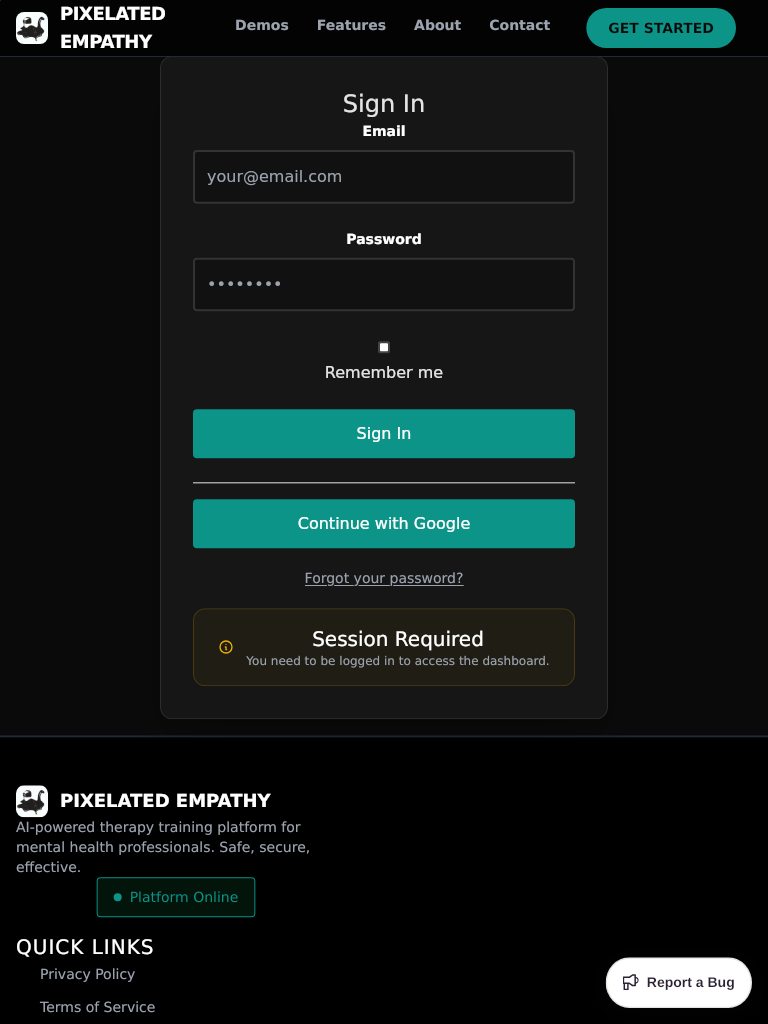 PIXELATED
EMPATHY
Demos
Features
About
Contact
GET STARTED
Sign In
Email
your@email.com
Password
••••••••
Remember me
Sign In
Continue with Google
Forgot your password?
Session Required
You need to be logged in to access the dashboard.
PIXELATED EMPATHY
AI-powered therapy training platform for
mental health professionals. Safe, secure,
effective.
Platform Online
QUICK LINKS
Privacy Policy
Terms of Service
Report a Bug